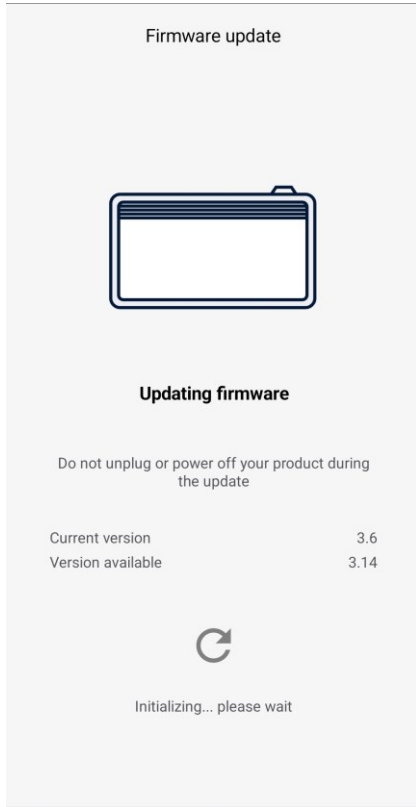 Firmware update
Updating firmware
Do not unplug or power off your product during
the update
Current version 3.6
Version available 3.14
Initializing... please wait